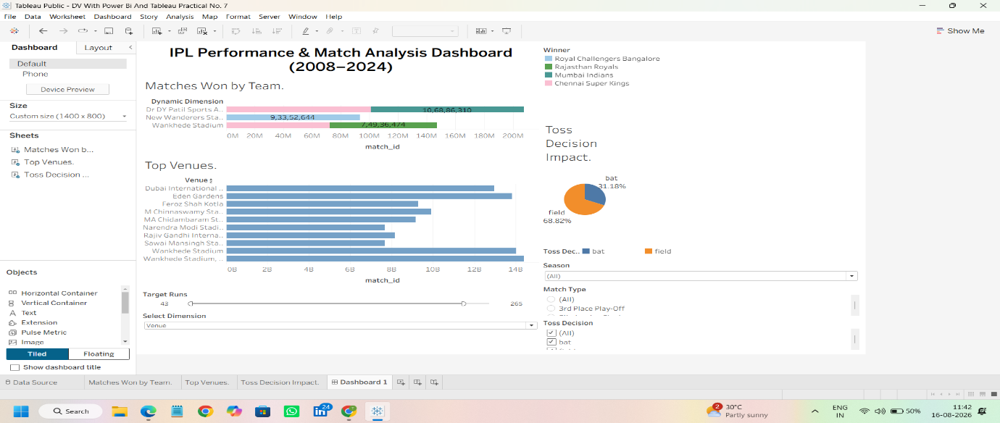 Tableau Public - DV With Power Bi And Tableau Practical No. 7
File Data Worksheet Dashboard Story Analysis Map Format Server Window Help
Show Me
Dashboard Layout <
Default
Phone
Device Preview
Size
Custom size (1400 x 800)
Sheets
Matches Won b...
Top Venues.
Toss Decision ...
Objects
Horizontal Container
Vertical Container
Text
Extension
Pulse Metric
Image
Tiled Floating
Show dashboard title
IPL Performance & Match Analysis Dashboard
(2008–2024)
Matches Won by Team.
Dynamic Dimension
Dr DY Patil Sports A.. 10,68,86,310
New Wanderers Sta.. 9,33,52,644
Wankhede Stadium 7,49,36,474
0M 20M 40M 60M 80M 100M 120M 140M 160M 180M 200M
match_id
Top Venues.
Venue
Dubai International ..
Eden Gardens
Feroz Shah Kotla
M Chinnaswamy Sta..
MA Chidambaram St..
Narendra Modi Stadi..
Rajiv Gandhi Interna..
Sawai Mansingh Sta..
Wankhede Stadium
Wankhede Stadium, ..
0B 2B 4B 6B 8B 10B 12B 14B
match_id
Target Runs
43 265
Select Dimension
Venue
Winner
Royal Challengers Bangalore
Rajasthan Royals
Mumbai Indians
Chennai Super Kings
Toss
Decision
Impact.
bat
31.18%
field
68.82%
Toss Dec.. bat field
Season
(All)
Match Type
(All)
3rd Place Play-Off
Toss Decision
(All)
bat
Data Source Matches Won by Team. Top Venues. Toss Decision Impact. Dashboard 1
Search
24
2
30°C
Partly sunny
ENG
IN
50%
11:42
16-08-2026